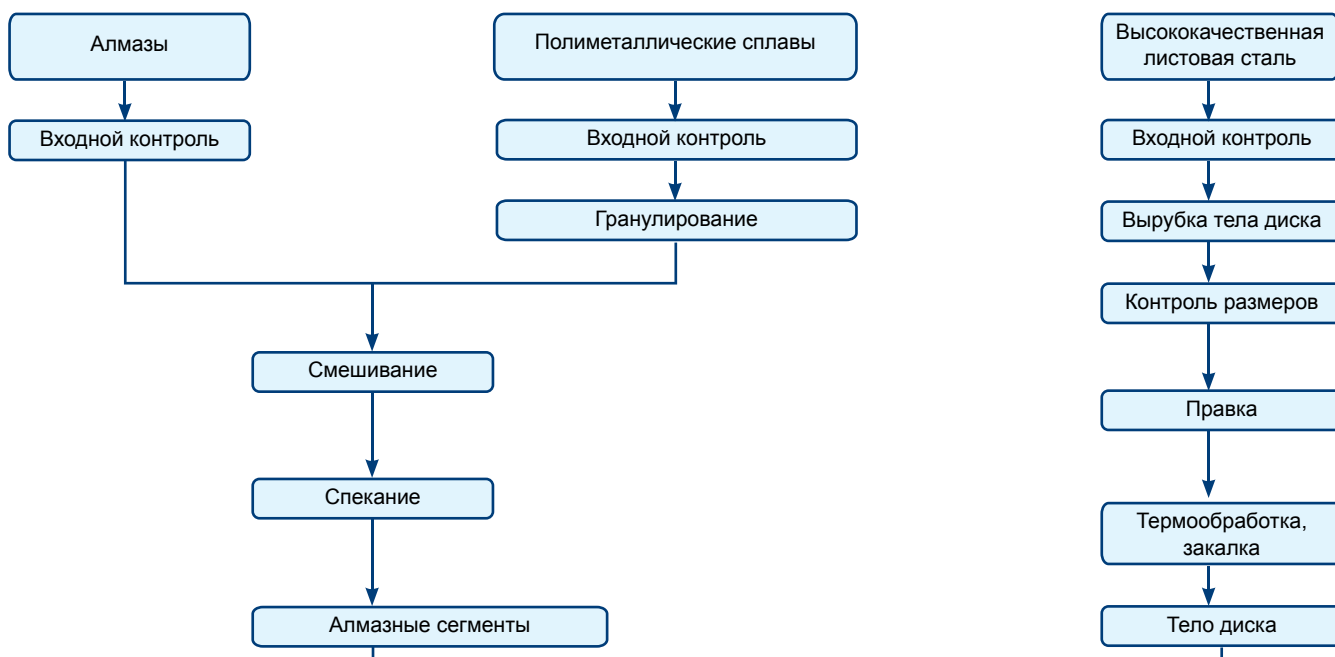 Алмазы
Полиметаллические сплавы
Высококачественная
листовая сталь
Входной контроль
Входной контроль
Входной контроль
Гранулирование
Вырубка тела диска
Контроль размеров
Смешивание
Правка
Спекание
Термообработка,
закалка
Алмазные сегменты
Тело диска